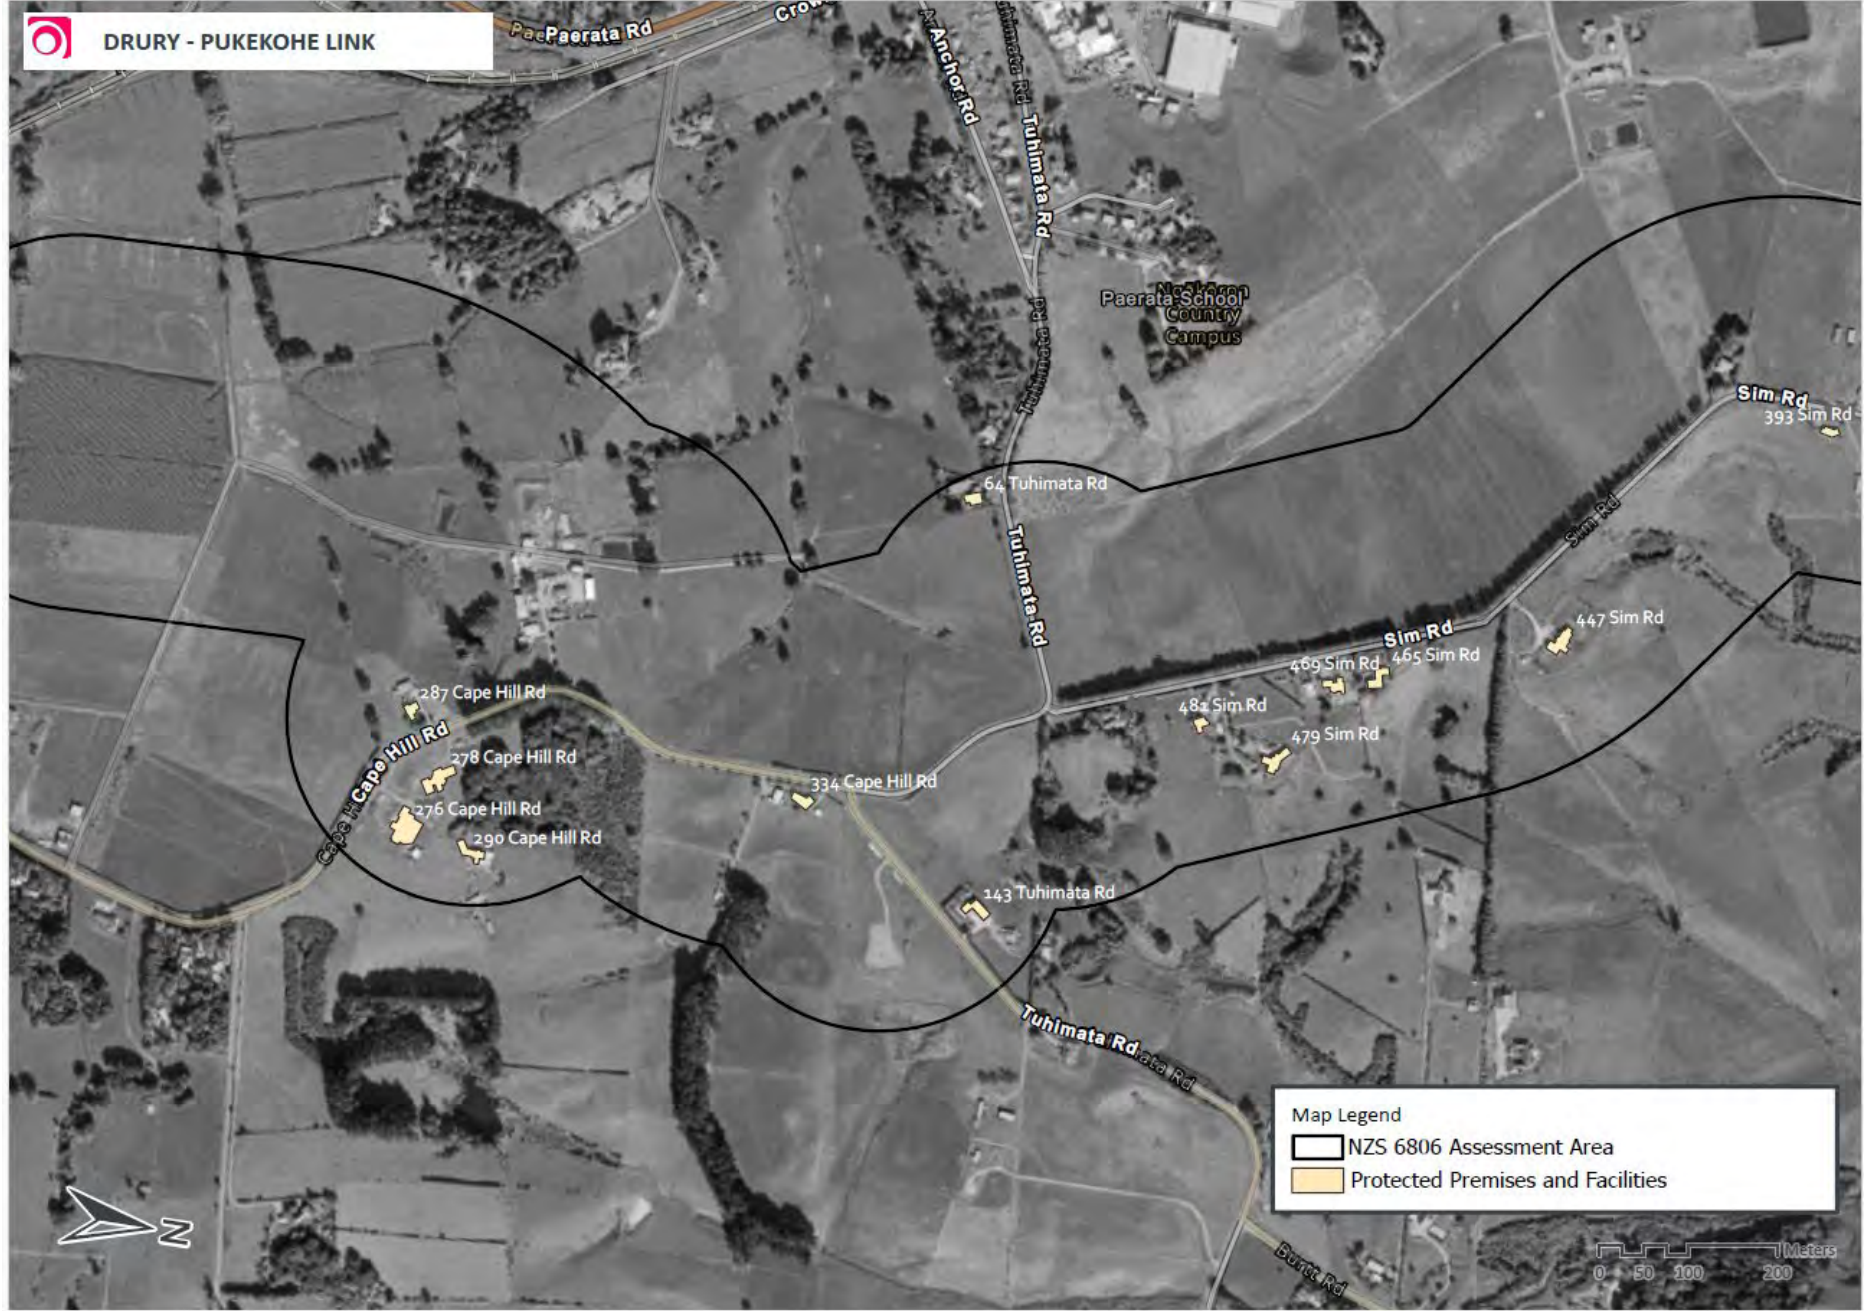 DRURY - PUKEKOHE LINK
Paerata Rd
Anchor Rd
Tuhimata Rd
Tuhimata Rd
Paerata School
Country
Campus
Tuhimata Rd
Sim Rd
393 Sim Rd
64 Tuhimata Rd
Sim Rd
Tuhimata Rd
447 Sim Rd
Sim Rd
465 Sim Rd
469 Sim Rd
287 Cape Hill Rd
481 Sim Rd
479 Sim Rd
Cape Hill Rd
278 Cape Hill Rd
334 Cape Hill Rd
276 Cape Hill Rd
290 Cape Hill Rd
143 Tuhimata Rd
Tuhimata Rd
Map Legend
NZS 6806 Assessment Area
Protected Premises and Facilities
N
Burtt Rd
Meters
0 50 100 200